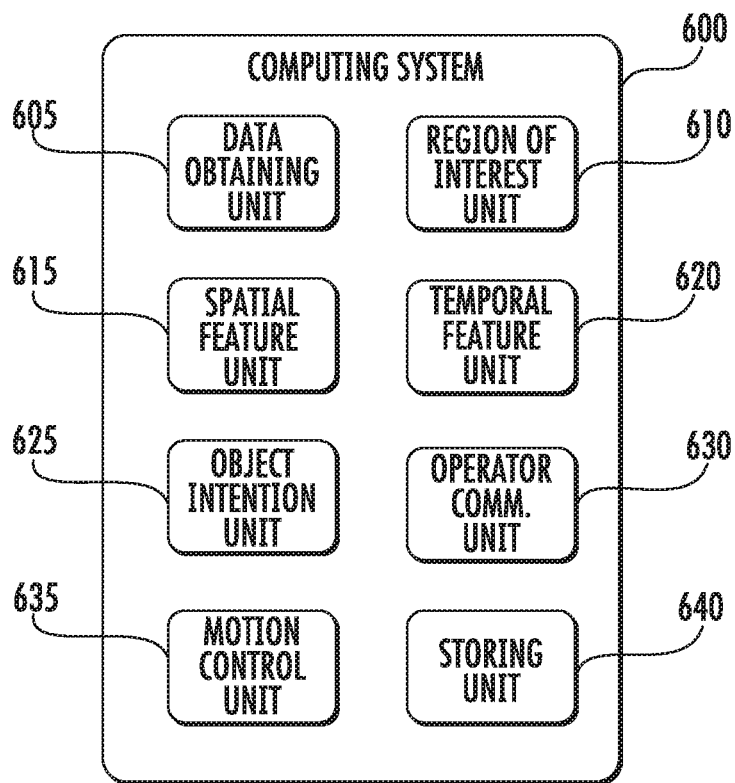 600
COMPUTING SYSTEM
605
DATA
OBTAINING
UNIT
REGION OF
INTEREST
UNIT
610
615
SPATIAL
FEATURE
UNIT
TEMPORAL
FEATURE
UNIT
620
625
OBJECT
INTENTION
UNIT
OPERATOR
COMM.
UNIT
630
635
MOTION
CONTROL
UNIT
STORING
UNIT
640